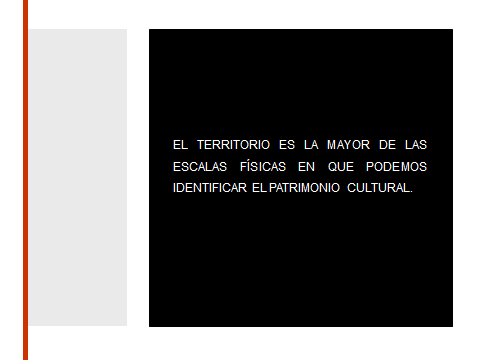 EL TERRITORIO ES LA MAYOR DE LAS
ESCALAS FÍSICAS EN QUE PODEMOS
IDENTIFICAR EL PATRIMONIO CULTURAL.